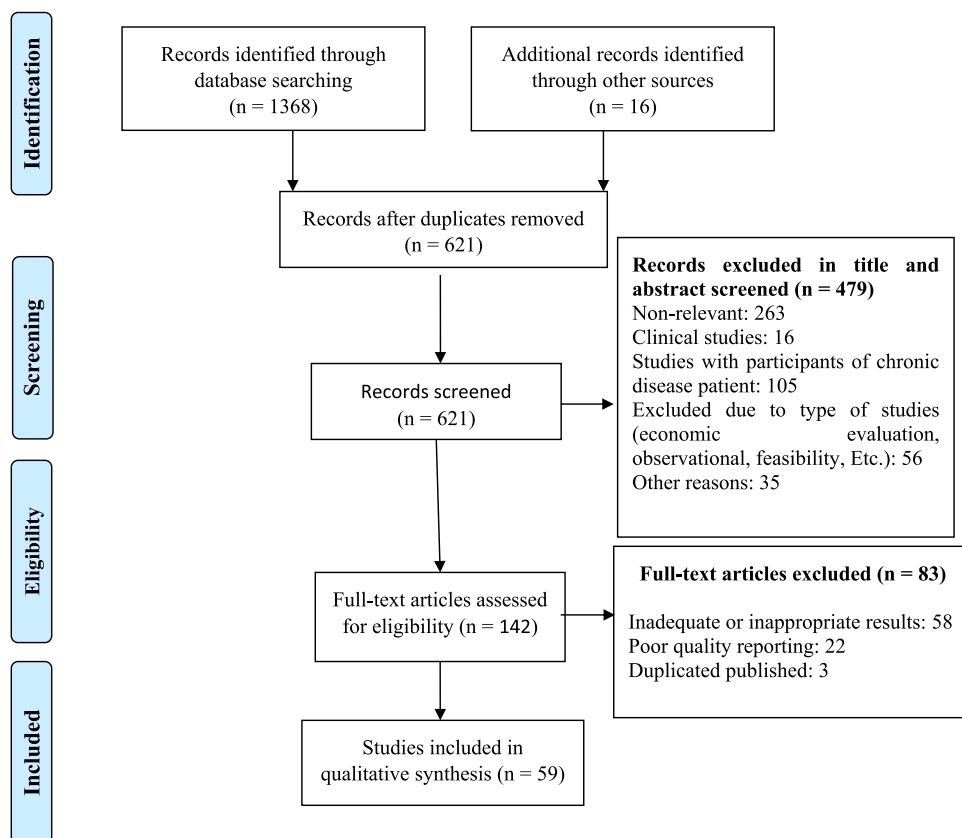 Identification
Records identified through
database searching
(n = 1368)
Additional records identified
through other sources
(n = 16)
Records after duplicates removed
(n = 621)
Screening
Records screened
(n = 621)
Records excluded in title and
abstract screened (n = 479)
Non-relevant: 263
Clinical studies: 16
Studies with participants of chronic
disease patient: 105
Excluded due to type of studies
(economic evaluation,
observational, feasibility, Etc.): 56
Other reasons: 35
Eligibility
Full-text articles assessed
for eligibility (n = 142)
Full-text articles excluded (n = 83)
Inadequate or inappropriate results: 58
Poor quality reporting: 22
Duplicated published: 3
Included
Studies included in
qualitative synthesis (n = 59)